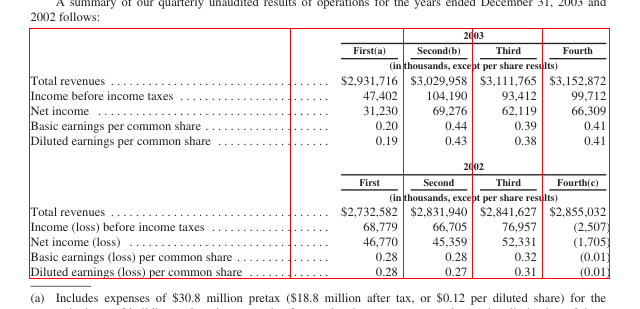 A summary of our quarterly unaudited results of operations for the years ended December 31, 2003 and
2002 follows:
2003
First(a) Second(b) Third Fourth
(in thousands, except per share results)
Total revenues . . . . . . . . . . . . . . . . . . . . . . . . . . . . . . . . . . $2,931,716 $3,029,958 $3,111,765 $3,152,872
Income before income taxes . . . . . . . . . . . . . . . . . . . . . . . 47,402 104,190 93,412 99,712
Net income . . . . . . . . . . . . . . . . . . . . . . . . . . . . . . . . . . . . 31,230 69,276 62,119 66,309
Basic earnings per common share . . . . . . . . . . . . . . . . . . . 0.20 0.44 0.39 0.41
Diluted earnings per common share . . . . . . . . . . . . . . . . . 0.19 0.43 0.38 0.41
2002
First Second Third Fourth(c)
(in thousands, except per share results)
Total revenues . . . . . . . . . . . . . . . . . . . . . . . . . . . . . . . . . . $2,732,582 $2,831,940 $2,841,627 $2,855,032
Income (loss) before income taxes . . . . . . . . . . . . . . . . . . 68,779 66,705 76,957 (2,507)
Net income (loss) . . . . . . . . . . . . . . . . . . . . . . . . . . . . . . . 46,770 45,359 52,331 (1,705)
Basic earnings (loss) per common share . . . . . . . . . . . . . . 0.28 0.28 0.32 (0.01)
Diluted earnings (loss) per common share . . . . . . . . . . . . 0.28 0.27 0.31 (0.01)
(a) Includes expenses of $30.8 million pretax ($18.8 million after tax, or $0.12 per diluted share) for the